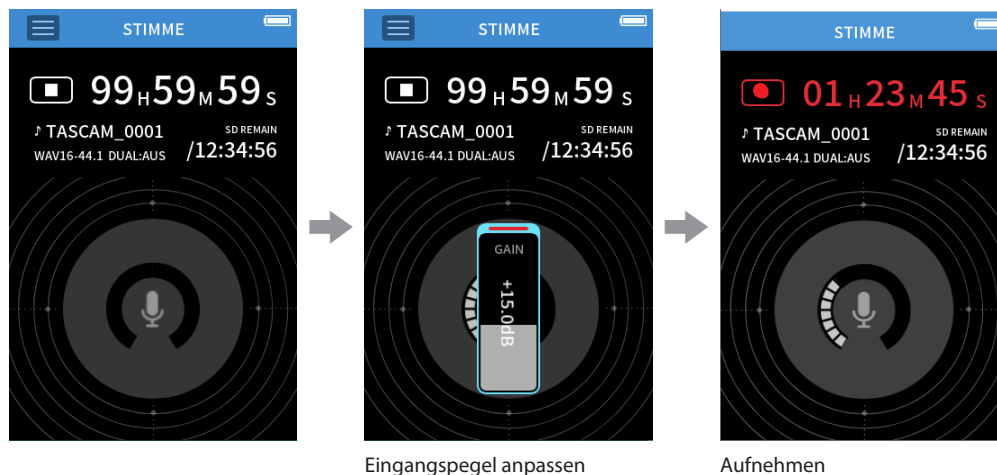 STIMME
99H59M59S
♪ TASCAM_0001
SD REMAIN
WAV16-44.1 DUAL:AUS
/12:34:56
STIMME
99H59M59S
♪ TASCAM_0001
SD REMAIN
WAV16-44.1 DUAL:AUS
/12:34:56
GAIN
+15.0dB
Eingangspegel anpassen
STIMME
01H23M45S
♪ TASCAM_0001
SD REMAIN
WAV16-44.1 DUAL:AUS
/12:34:56
Aufnehmen